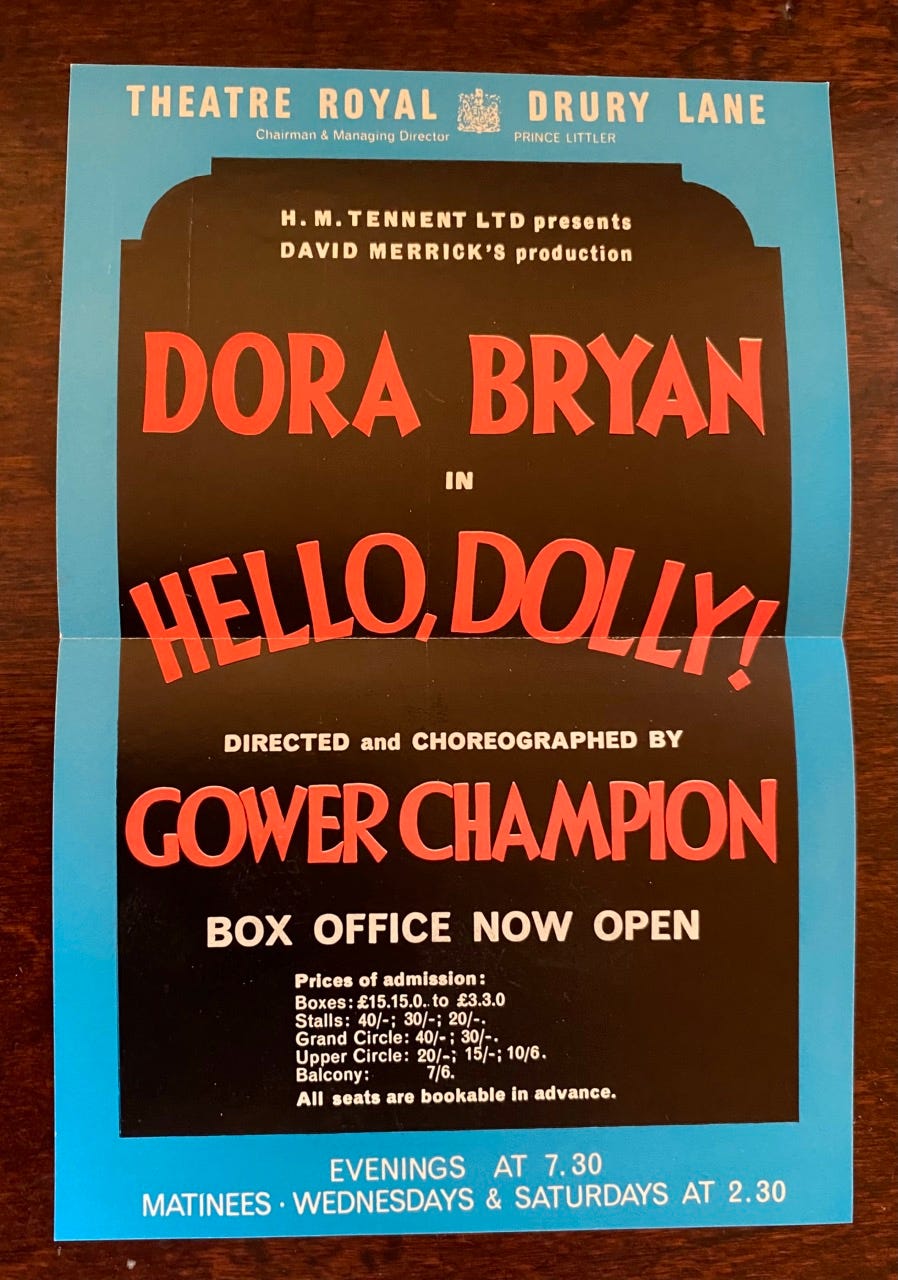 THEATRE ROYAL DRURY LANE
Chairman & Managing Director PRINCE LITTLER
H. M. TENNENT LTD presents
DAVID MERRICK'S production
DORA BRYAN
IN
HELLO, DOLLY!
DIRECTED and CHOREOGRAPHED BY
GOWER CHAMPION
BOX OFFICE NOW OPEN
Prices of admission:
Boxes: £15.15.0. to £3.3.0
Stalls: 40/-; 30/-; 20/-.
Grand Circle: 40/-; 30/-.
Upper Circle: 20/-; 15/-; 10/6.
Balcony: 7/6.
All seats are bookable in advance.
EVENINGS AT 7.30
MATINEES · WEDNESDAYS & SATURDAYS AT 2.30